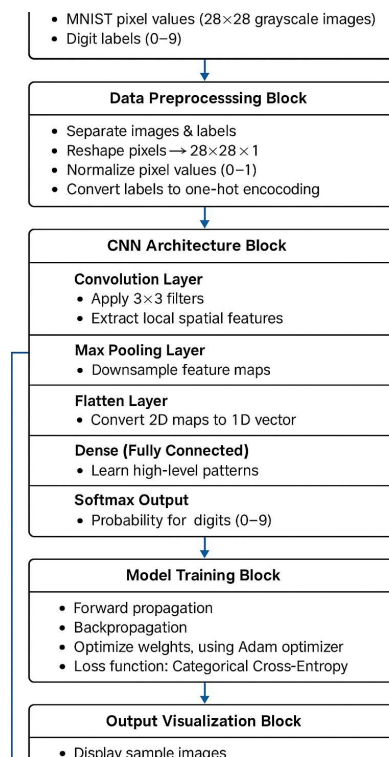 • MNIST pixel values (28×28 grayscale images)
• Digit labels (0–9)
Data Preprocesssing Block
• Separate images & labels
• Reshape pixels → 28×28×1
• Normalize pixel values (0–1)
• Convert labels to one-hot encocoding
CNN Architecture Block
Convolution Layer
• Apply 3×3 filters
• Extract local spatial features
Max Pooling Layer
• Downsample feature maps
Flatten Layer
• Convert 2D maps to 1D vector
Dense (Fully Connected)
• Learn high-level patterns
Softmax Output
• Probability for digits (0–9)
Model Training Block
• Forward propagation
• Backpropagation
• Optimize weights, using Adam optimizer
• Loss function: Categorical Cross-Entropy
Output Visualization Block
• Display sample images